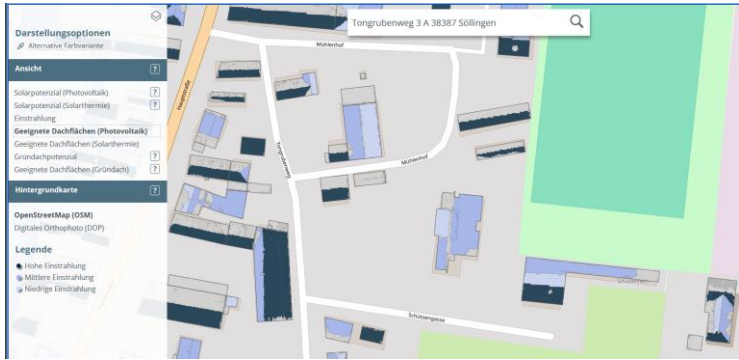 Darstellungsoptionen
Alternative Farbvariante
Ansicht ?
Solarpotenzial (Photovoltaik) ?
Solarpotenzial (Solarthermie) ?
Einstrahlung
Geeignete Dachflächen (Photovoltaik)
Geeignete Dachflächen (Solarthermie)
Gründachpotenzial ?
Geeignete Dachflächen (Gründach) ?
Hintergrundkarte ?
OpenStreetMap (OSM)
Digitales Orthophoto (DOP)
Legende
Hohe Einstrahlung
Mittlere Einstrahlung
Niedrige Einstrahlung
Tongrubenweg 3 A 38387 Söllingen
Mühlenhof
Hauptstraße
Tongrubenweg
Mühlenhof
Schützengasse